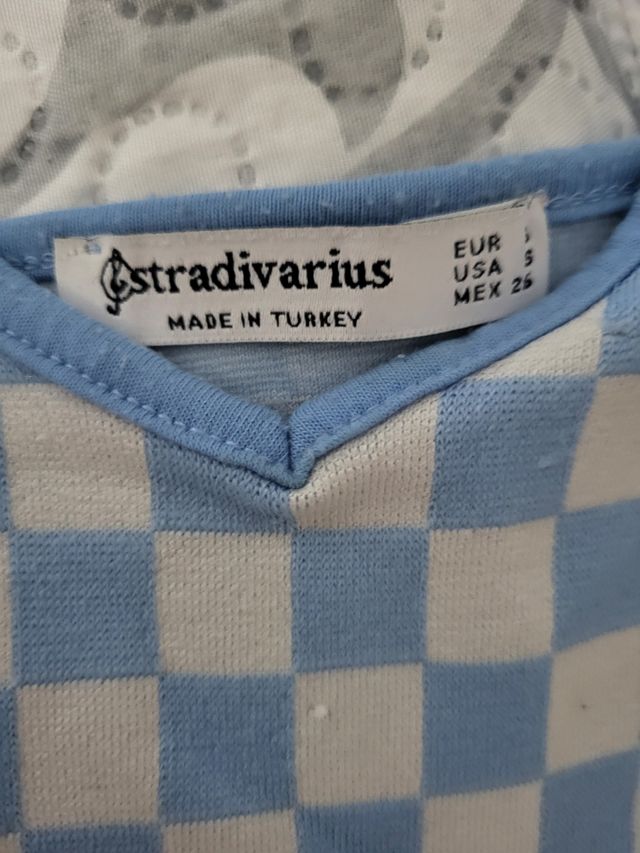 stradivarius
MADE IN TURKEY
EUR
USA S
MEX 26